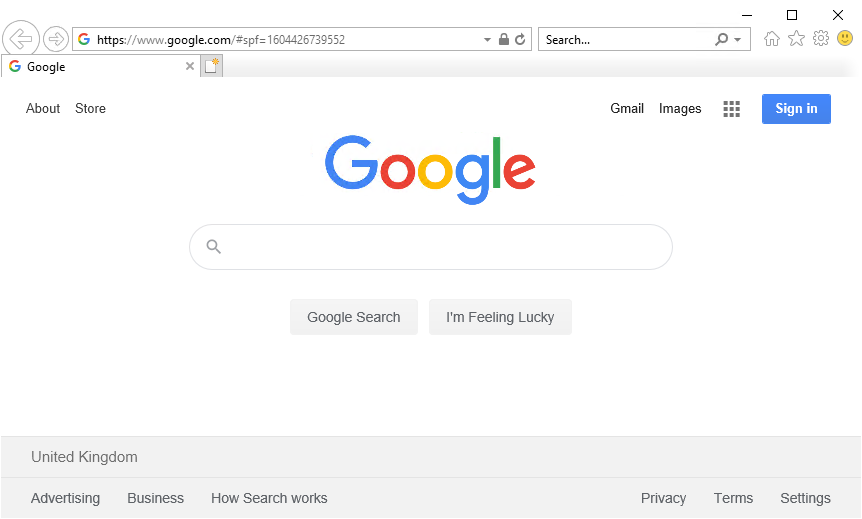 https://www.google.com/#spf=1604426739552
Search...
Google
About Store Gmail Images Sign in
Google
Google Search I'm Feeling Lucky
United Kingdom
Advertising Business How Search works Privacy Terms Settings